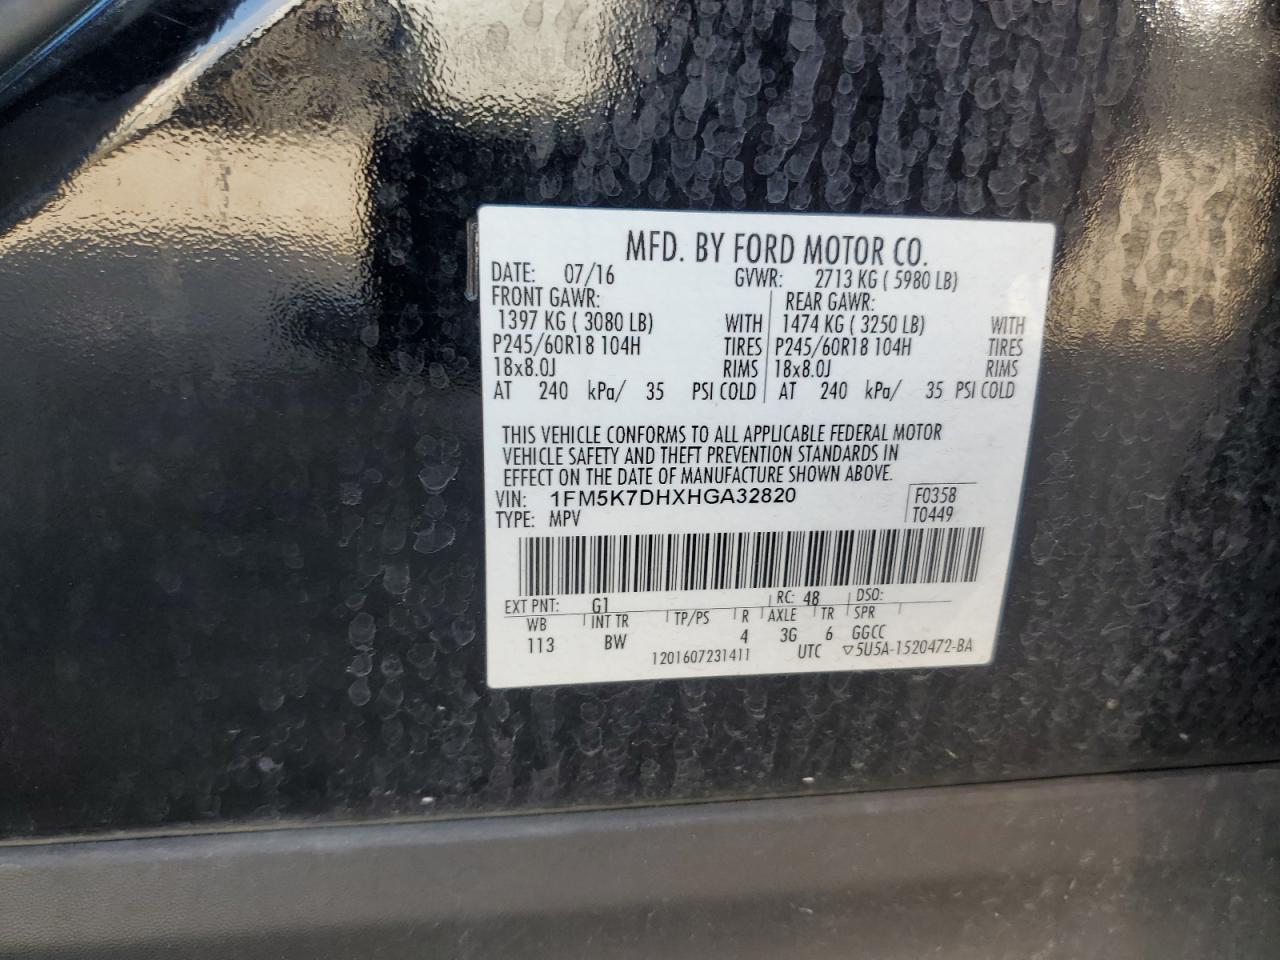 MFD. BY FORD MOTOR CO.
DATE: 07/16 GVWR: 2713 KG ( 5980 LB)
FRONT GAWR: REAR GAWR:
1397 KG ( 3080 LB) WITH 1474 KG ( 3250 LB) WITH
P245/60R18 104H TIRES P245/60R18 104H TIRES
18x8.0J RIMS 18x8.0J RIMS
AT 240 kPa/ 35 PSI COLD AT 240 kPa/ 35 PSI COLD
THIS VEHICLE CONFORMS TO ALL APPLICABLE FEDERAL MOTOR
VEHICLE SAFETY AND THEFT PREVENTION STANDARDS IN
EFFECT ON THE DATE OF MANUFACTURE SHOWN ABOVE.
VIN: 1FM5K7DHXHGA32820 F0358
TYPE: MPV T0449
EXT PNT: G1 RC: 48 DSO:
WB INT TR TP/PS R AXLE TR SPR
113 BW 4 3G 6 GGCC
1201607231411 UTC ▽5U5A-1520472-BA